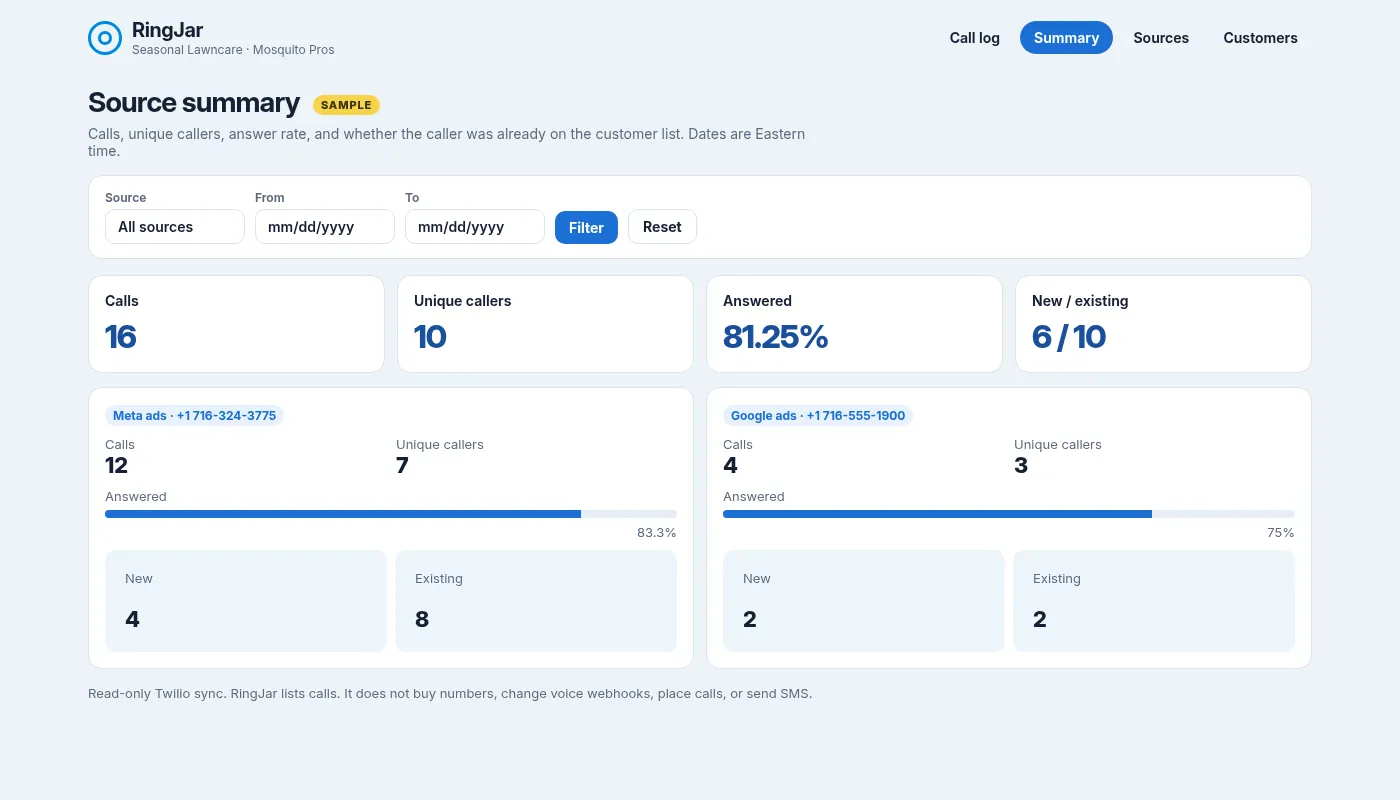 RingJar
Seasonal Lawncare · Mosquito Pros
Call log
Summary
Sources
Customers
Source summary
SAMPLE
Calls, unique callers, answer rate, and whether the caller was already on the customer list. Dates are Eastern
time.
Source
From
To
All sources
mm/dd/yyyy
mm/dd/yyyy
Filter
Reset
Calls
16
Unique callers
10
Answered
81.25%
New / existing
6 / 10
Meta ads · +1 716-324-3775
Calls
12
Unique callers
7
Answered
83.3%
New
4
Existing
8
Google ads · +1 716-555-1900
Calls
4
Unique callers
3
Answered
75%
New
2
Existing
2
Read-only Twilio sync. RingJar lists calls. It does not buy numbers, change voice webhooks, place calls, or send SMS.